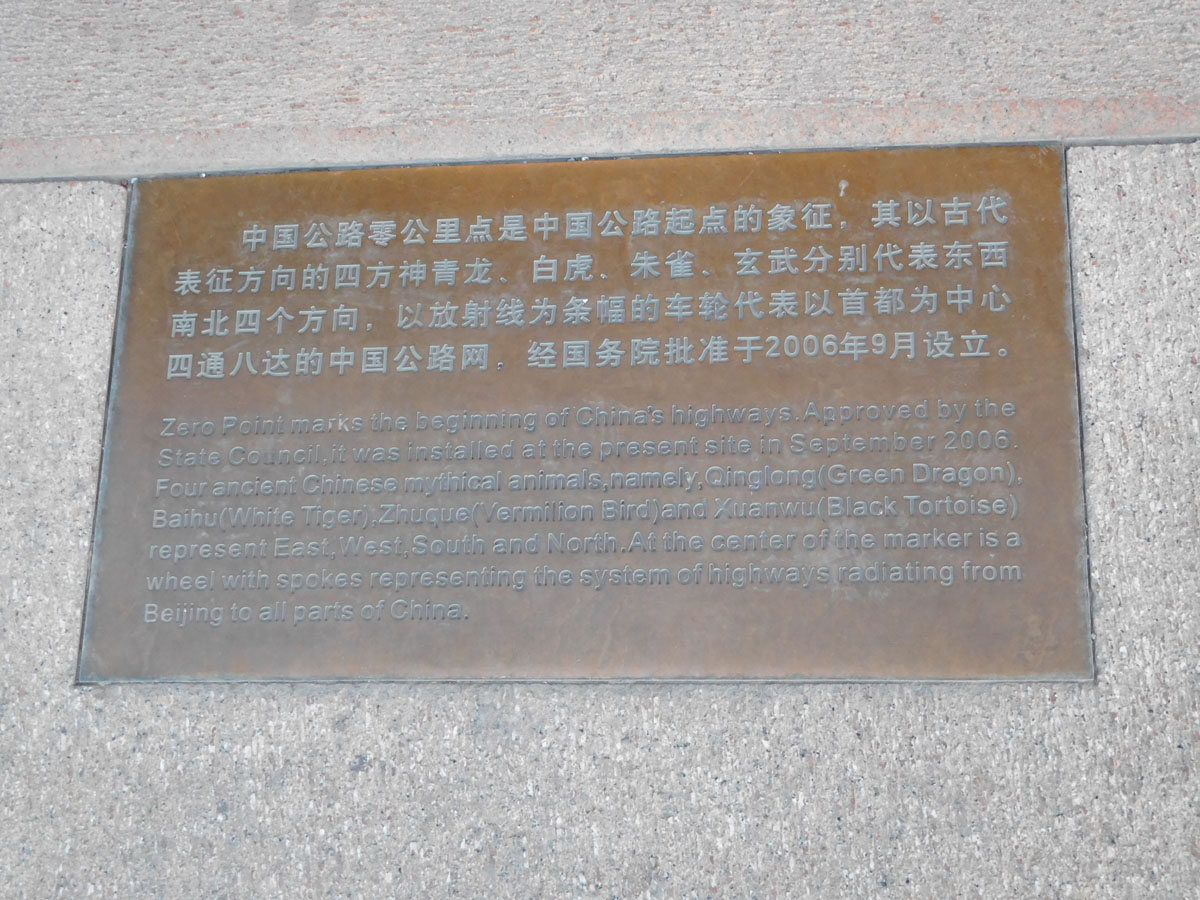 中国公路零公里点是中国公路起点的象征，其以古代
表征方向的四方神青龙、白虎、朱雀、玄武分别代表东西
南北四个方向，以放射线为条幅的车轮代表以首都为中心
四通八达的中国公路网。经国务院批准于2006年9月设立。
Zero Point marks the beginning of China's highways.Approved by the
State Council,it was installed at the present site in September 2006.
Four ancient Chinese mythical animals,namely,Qinglong(Green Dragon),
Baihu(White Tiger),Zhuque(Vermilion Bird)and Xuanwu(Black Tortoise)
represent East,West,South and North.At the center of the marker is a
wheel with spokes representing the system of highways radiating from
Beijing to all parts of China.